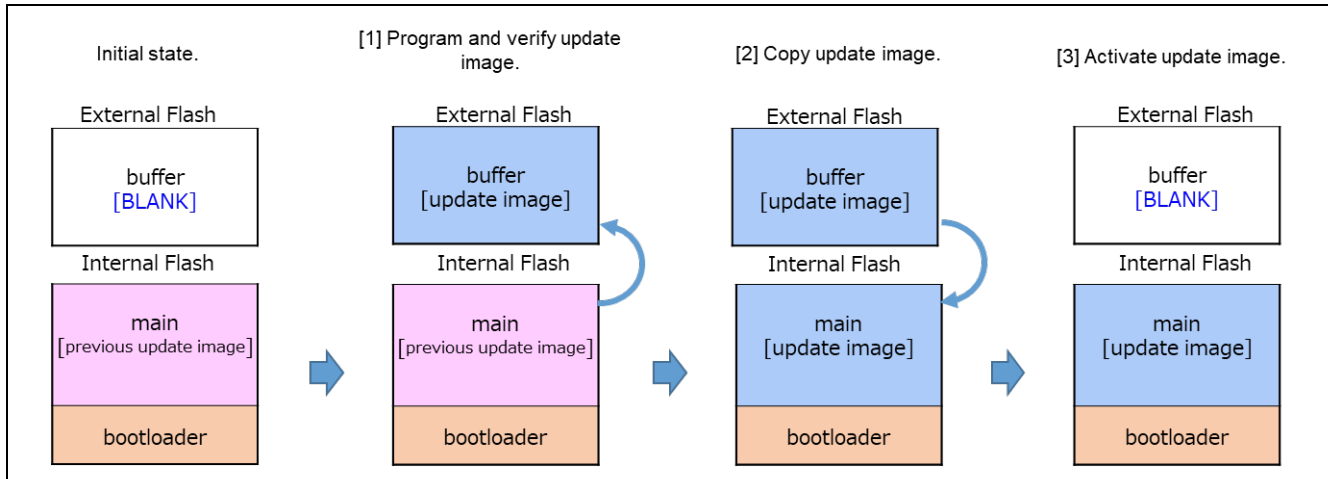 Initial state.
External Flash
buffer
[BLANK]
Internal Flash
main
[previous update image]
bootloader
[1] Program and verify update
image.
External Flash
buffer
[update image]
Internal Flash
main
[previous update image]
bootloader
[2] Copy update image.
External Flash
buffer
[update image]
Internal Flash
main
[update image]
bootloader
[3] Activate update image.
External Flash
buffer
[BLANK]
Internal Flash
main
[update image]
bootloader